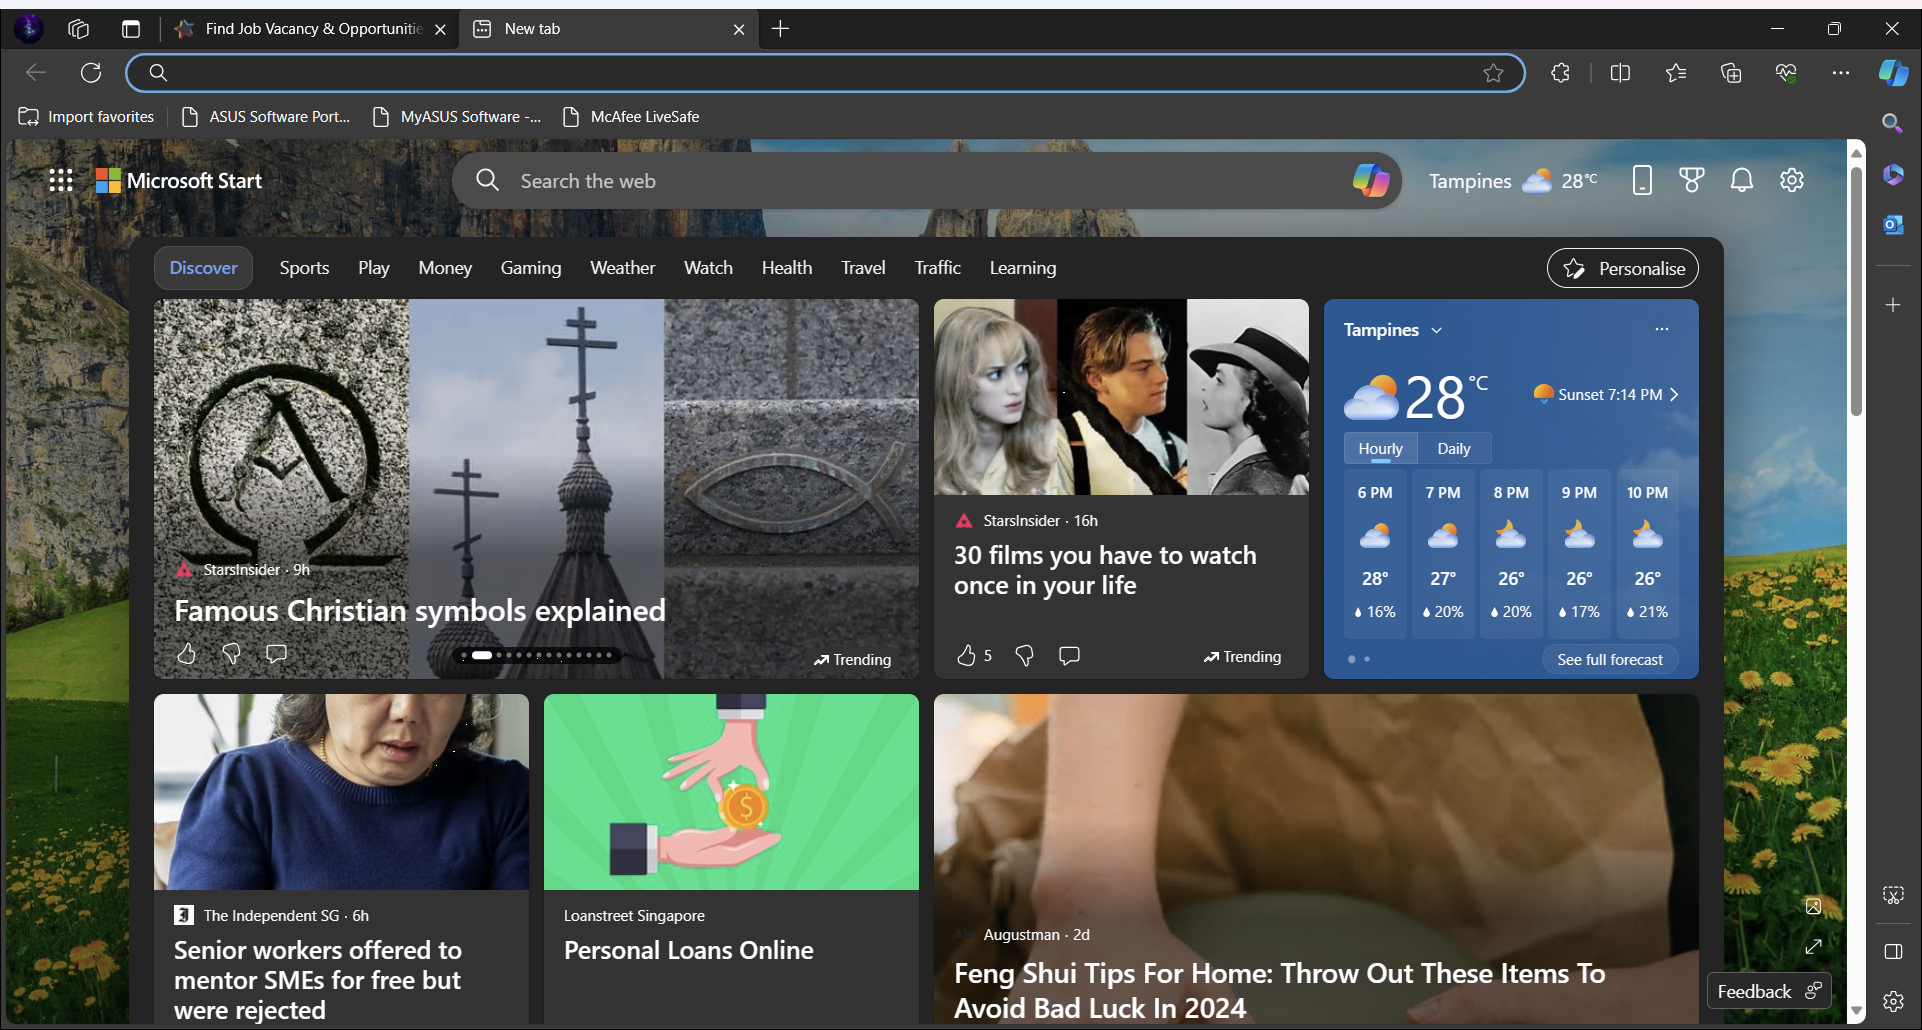 Find Job Vacancy & Opportunitie
New tab
Import favorites
ASUS Software Port...
MyASUS Software -...
McAfee LiveSafe
Microsoft Start
Search the web
Tampines
28°C
Discover
Sports
Play
Money
Gaming
Weather
Watch
Health
Travel
Traffic
Learning
Personalise
StarsInsider · 9h
Famous Christian symbols explained
Trending
StarsInsider · 16h
30 films you have to watch
once in your life
5
Trending
Tampines
28 °C
Sunset 7:14 PM
Hourly
Daily
6 PM 7 PM 8 PM 9 PM 10 PM
28° 27° 26° 26° 26°
16% 20% 20% 17% 21%
See full forecast
The Independent SG · 6h
Senior workers offered to
mentor SMEs for free but
were rejected
Loanstreet Singapore
Personal Loans Online
Augustman · 2d
Feng Shui Tips For Home: Throw Out These Items To
Avoid Bad Luck In 2024
Feedback